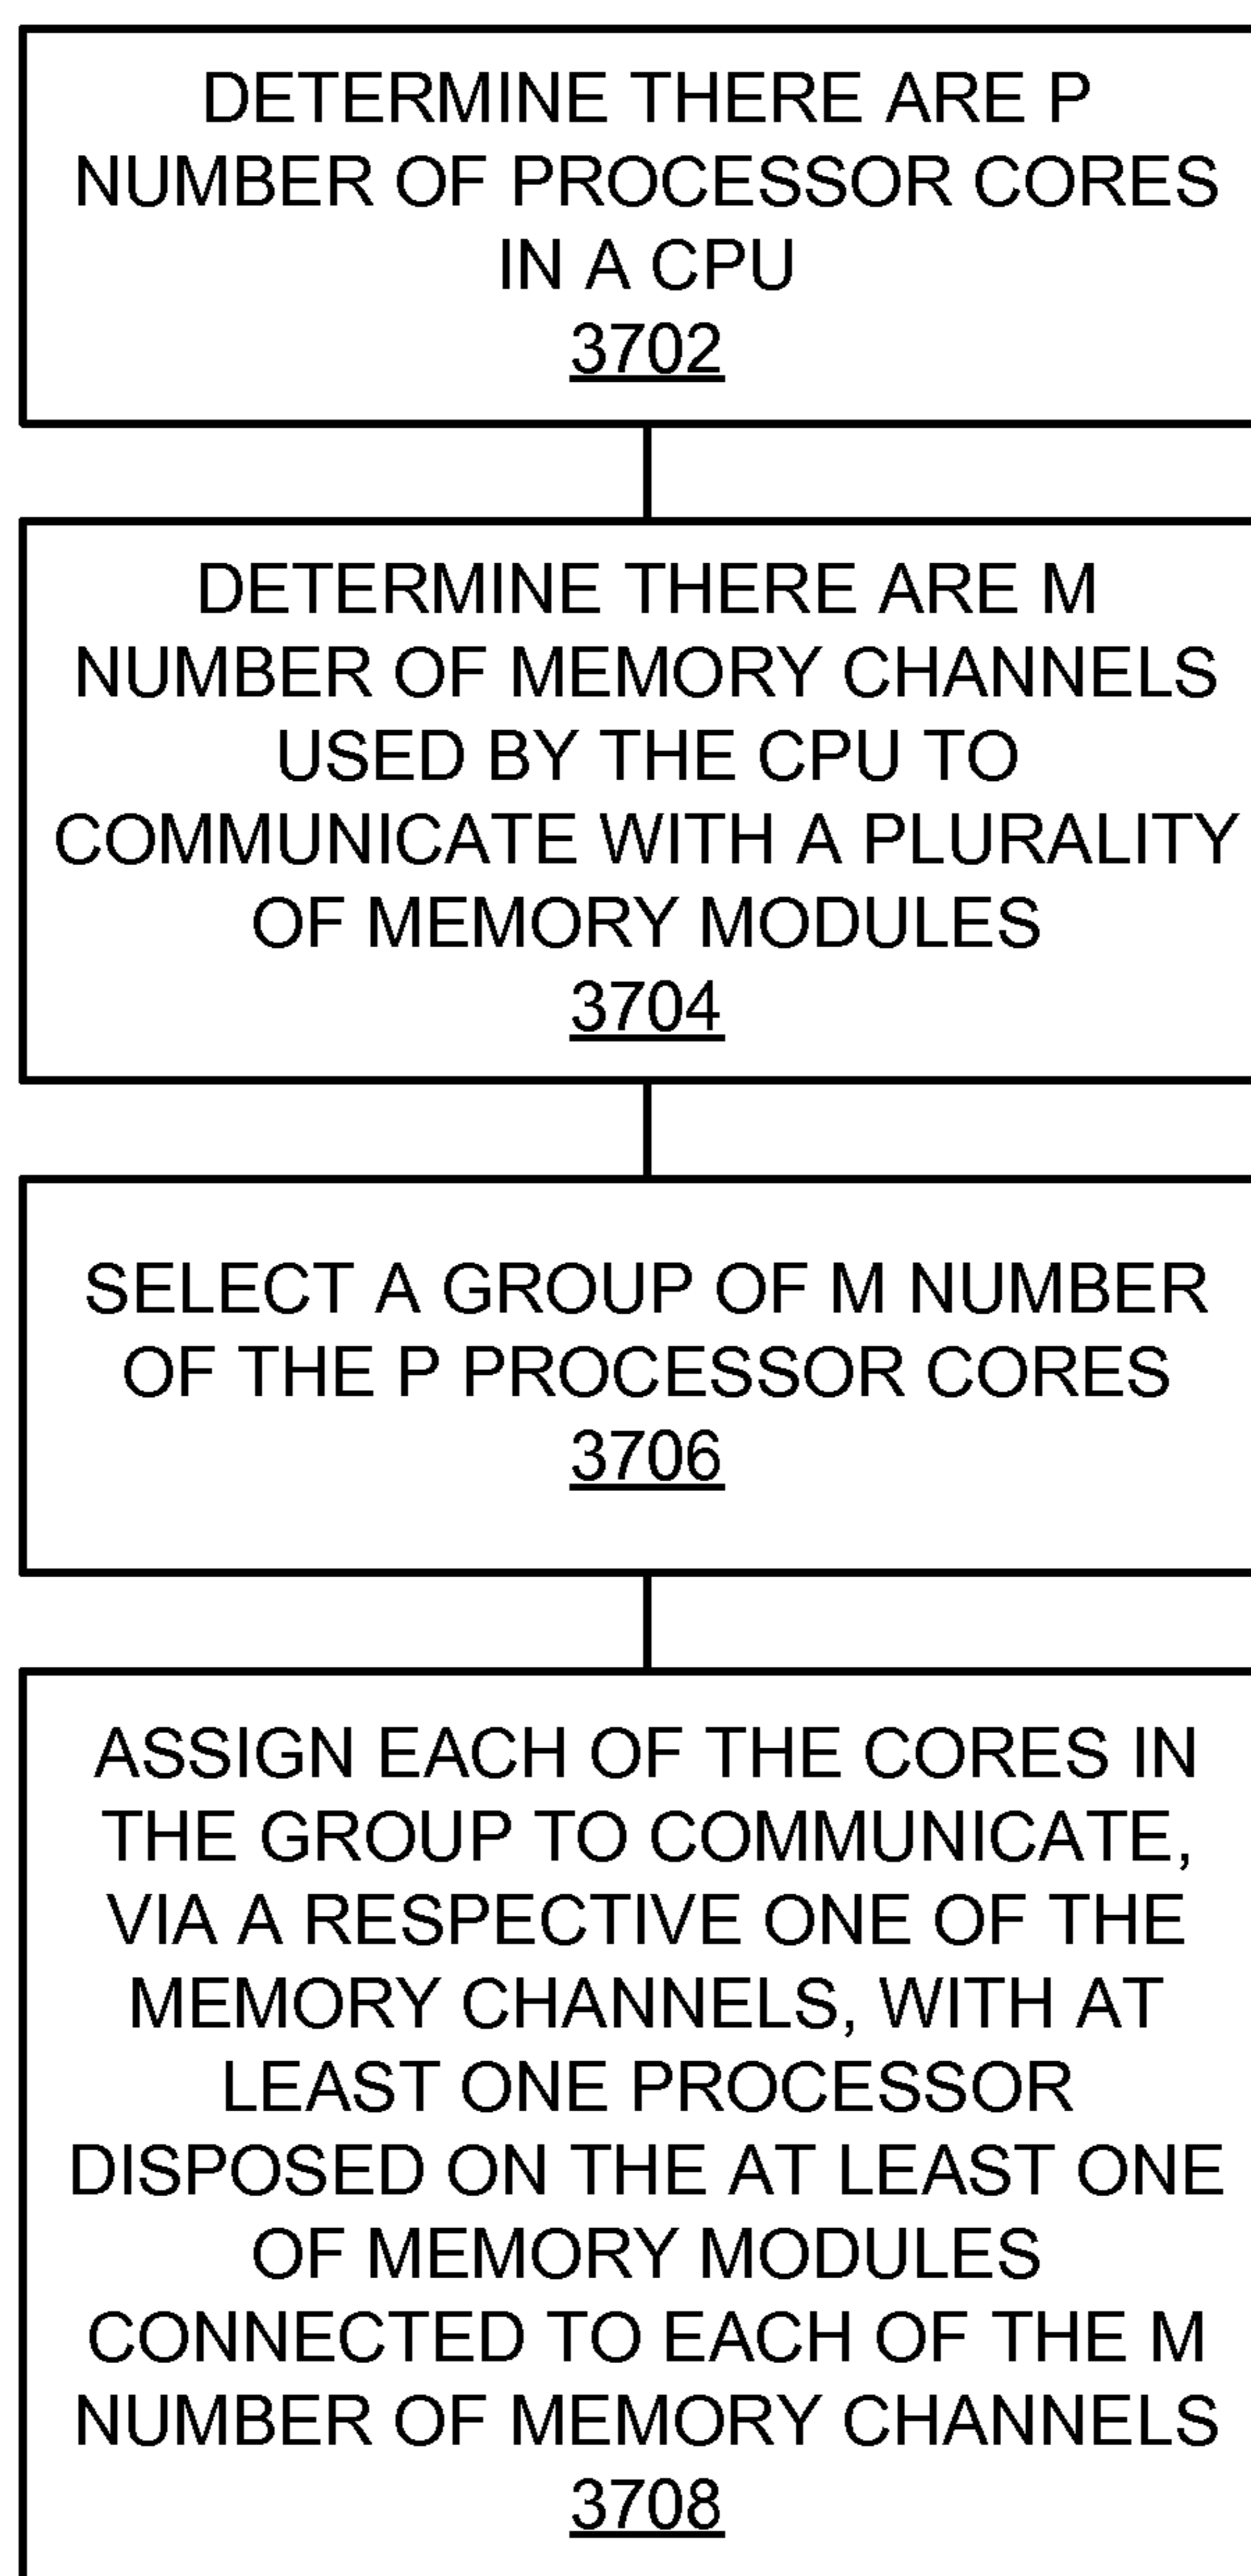 DETERMINE THERE ARE P
NUMBER OF PROCESSOR CORES
IN A CPU
3702
DETERMINE THERE ARE M
NUMBER OF MEMORY CHANNELS
USED BY THE CPU TO
COMMUNICATE WITH A PLURALITY
OF MEMORY MODULES
3704
SELECT A GROUP OF M NUMBER
OF THE P PROCESSOR CORES
3706
ASSIGN EACH OF THE CORES IN
THE GROUP TO COMMUNICATE,
VIA A RESPECTIVE ONE OF THE
MEMORY CHANNELS, WITH AT
LEAST ONE PROCESSOR
DISPOSED ON THE AT LEAST ONE
OF MEMORY MODULES
CONNECTED TO EACH OF THE M
NUMBER OF MEMORY CHANNELS
3708